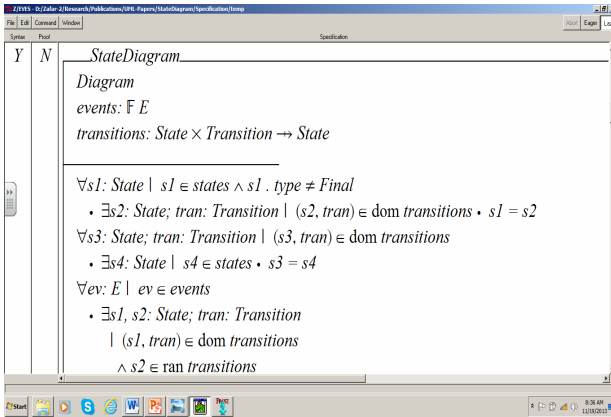 Z/EVES - D:/Zafar-2/Research/Publications/UML-Papers/StateDiagram/Specification/temp
File Edit Command Window
Abort Eager Laz
Syntax Proof Specification
Y N StateDiagram
Diagram
events: 𝔽 E
transitions: State × Transition → State
∀s1: State | s1 ∈ states ∧ s1 . type ≠ Final
• ∃s2: State; tran: Transition | (s2, tran) ∈ dom transitions • s1 = s2
∀s3: State; tran: Transition | (s3, tran) ∈ dom transitions
• ∃s4: State | s4 ∈ states • s3 = s4
∀ev: E | ev ∈ events
• ∃s1, s2: State; tran: Transition
| (s1, tran) ∈ dom transitions
∧ s2 ∈ ran transitions
Start
8:36 AM
11/19/2013